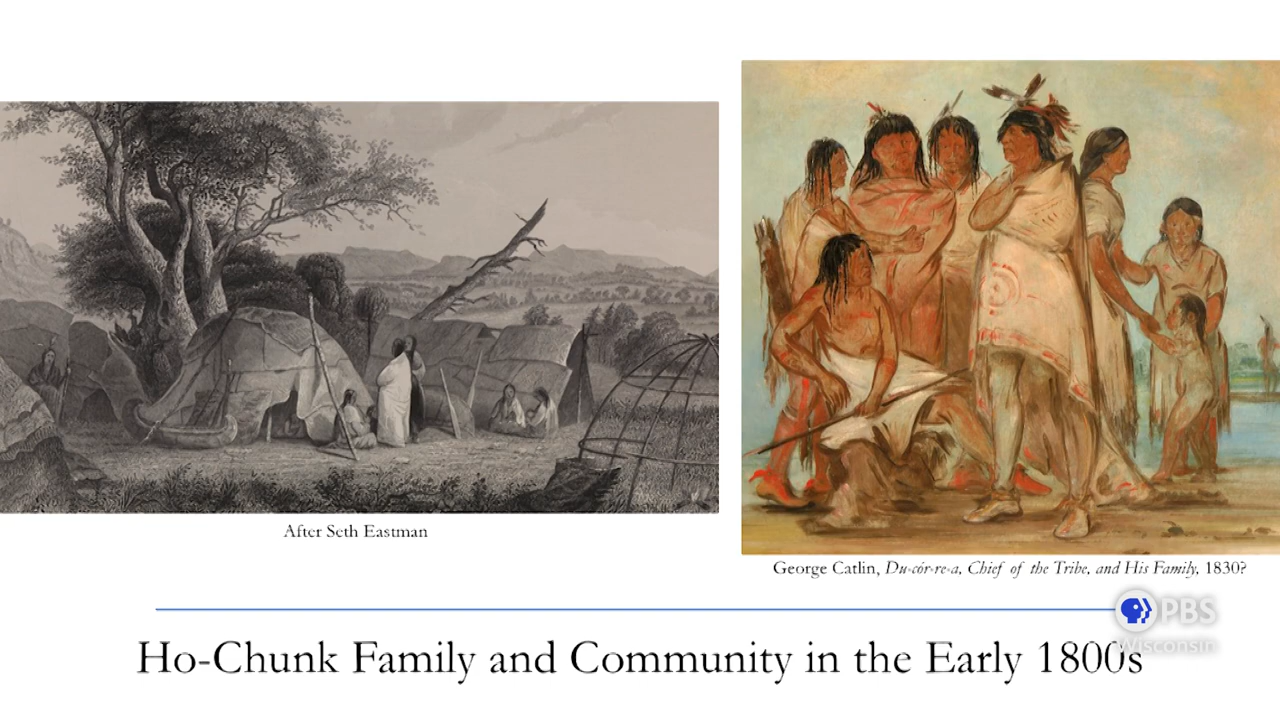 After Seth Eastman
George Catlin, Du-cór-re-a, Chief of the Tribe, and His Family, 1830?
PBS
Wisconsin
Ho-Chunk Family and Community in the Early 1800s